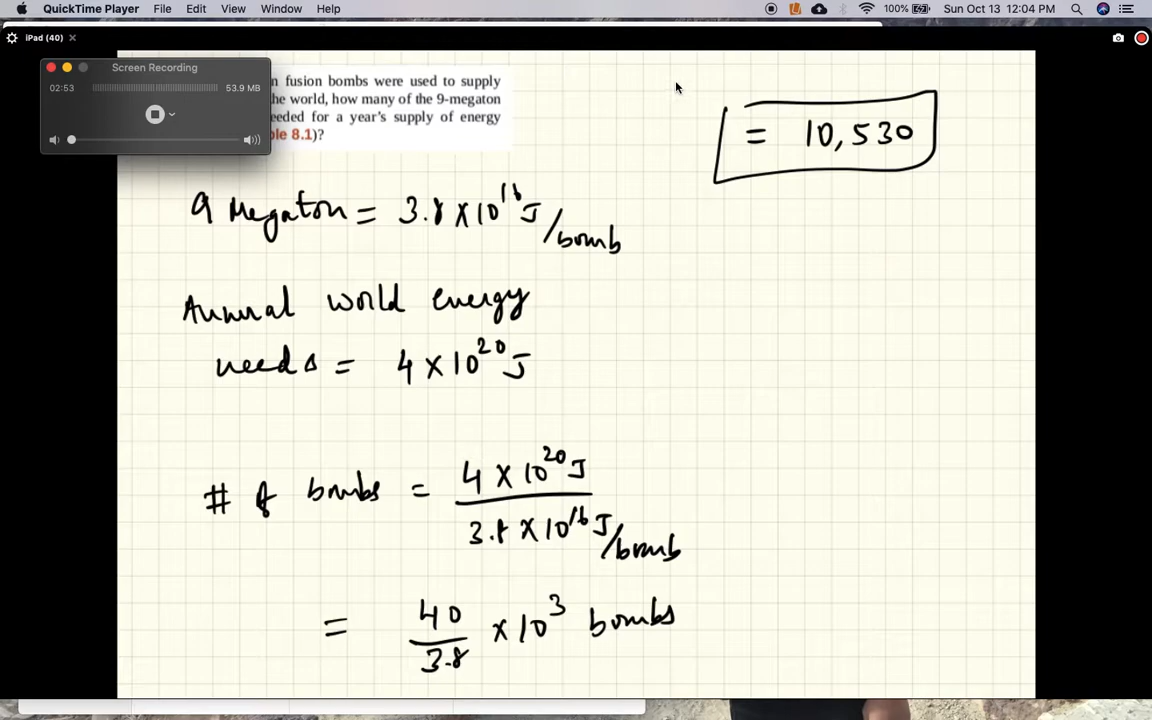 QuickTime Player File Edit View Window Help 100% Sun Oct 13 12:04 PM
iPad (40)
Screen Recording
02:53 53.9 MB
n fusion bombs were used to supply
he world, how many of the 9-megaton
eeded for a year's supply of energy
ble 8.1)?
= 10,530
9 Megaton = 3.8 x 10^16 J/bomb
Annual world energy
needs = 4 x 10^20 J
# of bombs = 4 x 10^20 J
3.8 x 10^16 J/bomb
= 40 x 10^3 bombs
3.8